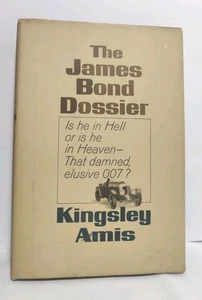 The
James
Bond
Dossier
Is he in Hell
or is he
in Heaven—
That damned,
elusive 007?
Kingsley
Amis